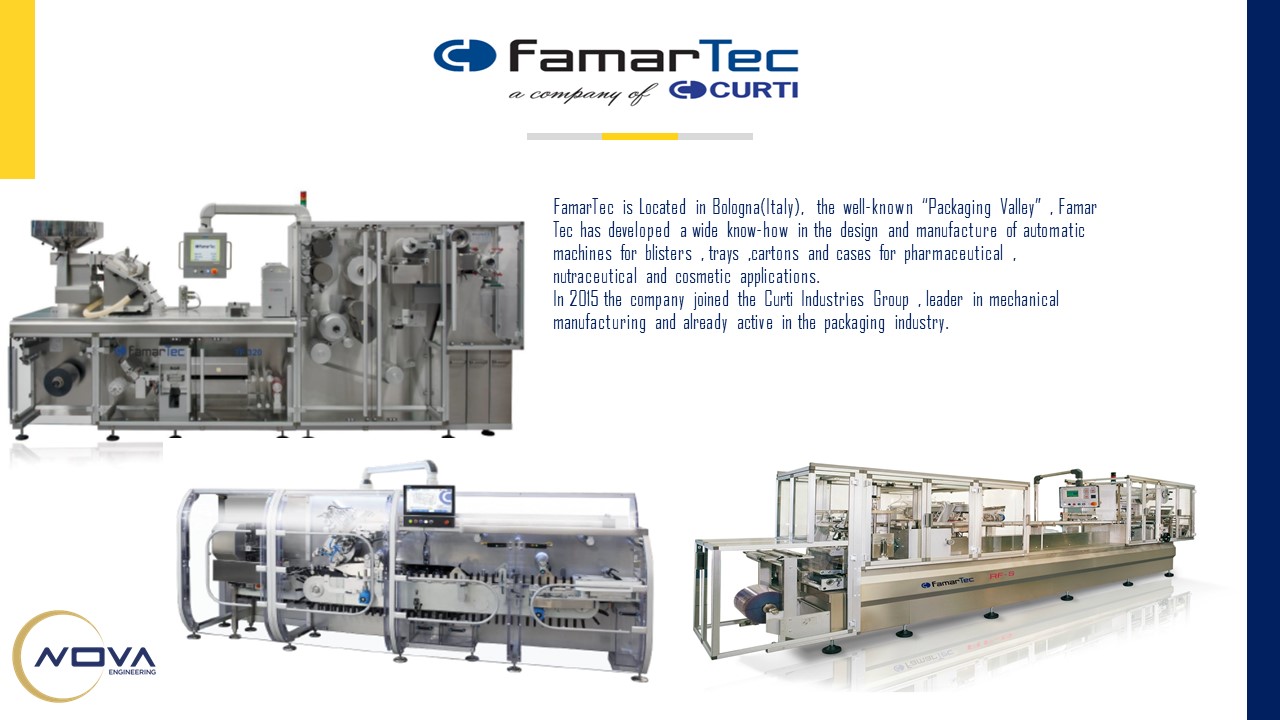 FamarTec
a company of CURTI
FamarTec is Located in Bologna(Italy), the well-known “Packaging Valley” , Famar
Tec has developed a wide know-how in the design and manufacture of automatic
machines for blisters , trays ,cartons and cases for pharmaceutical ,
nutraceutical and cosmetic applications.
In 2015 the company joined the Curti Industries Group , leader in mechanical
manufacturing and already active in the packaging industry.
FamarTec
FamarTec
FamarTec
NOVA
ENGINEERING